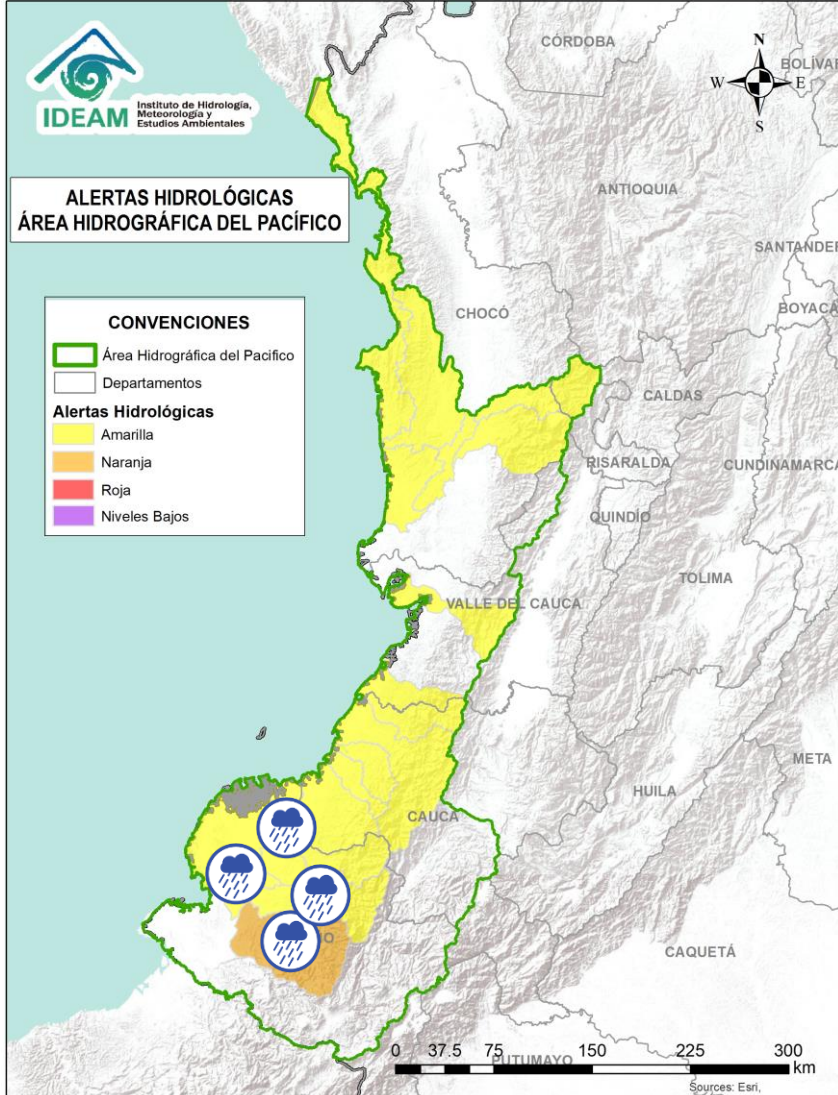 IDEAM
Instituto de Hidrología,
Meteorología y
Estudios Ambientales
ALERTAS HIDROLÓGICAS
ÁREA HIDROGRÁFICA DEL PACÍFICO
CONVENCIONES
Área Hidrográfica del Pacifico
Departamentos
Alertas Hidrológicas
Amarilla
Naranja
Roja
Niveles Bajos
N
W E
S
CÓRDOBA
BOLÍVAR
ANTIOQUIA
SANTANDER
BOYACÁ
CHOCÓ
CALDAS
RISARALDA
CUNDINAMARCA
QUINDÍO
TOLIMA
VALLE DEL CAUCA
META
HUILA
CAUCA
CAQUETÁ
PUTUMAYO
0 37.5 75 150 225 300
km
Sources: Esri,